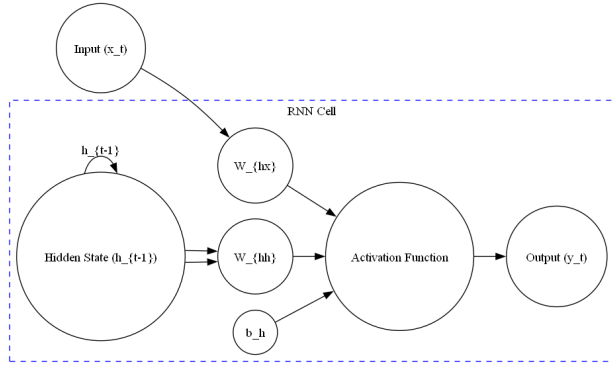 Input (x_t)
RNN Cell
h_{t-1}
W_{hx}
Hidden State (h_{t-1})
W_{hh}
Activation Function
Output (y_t)
b_h